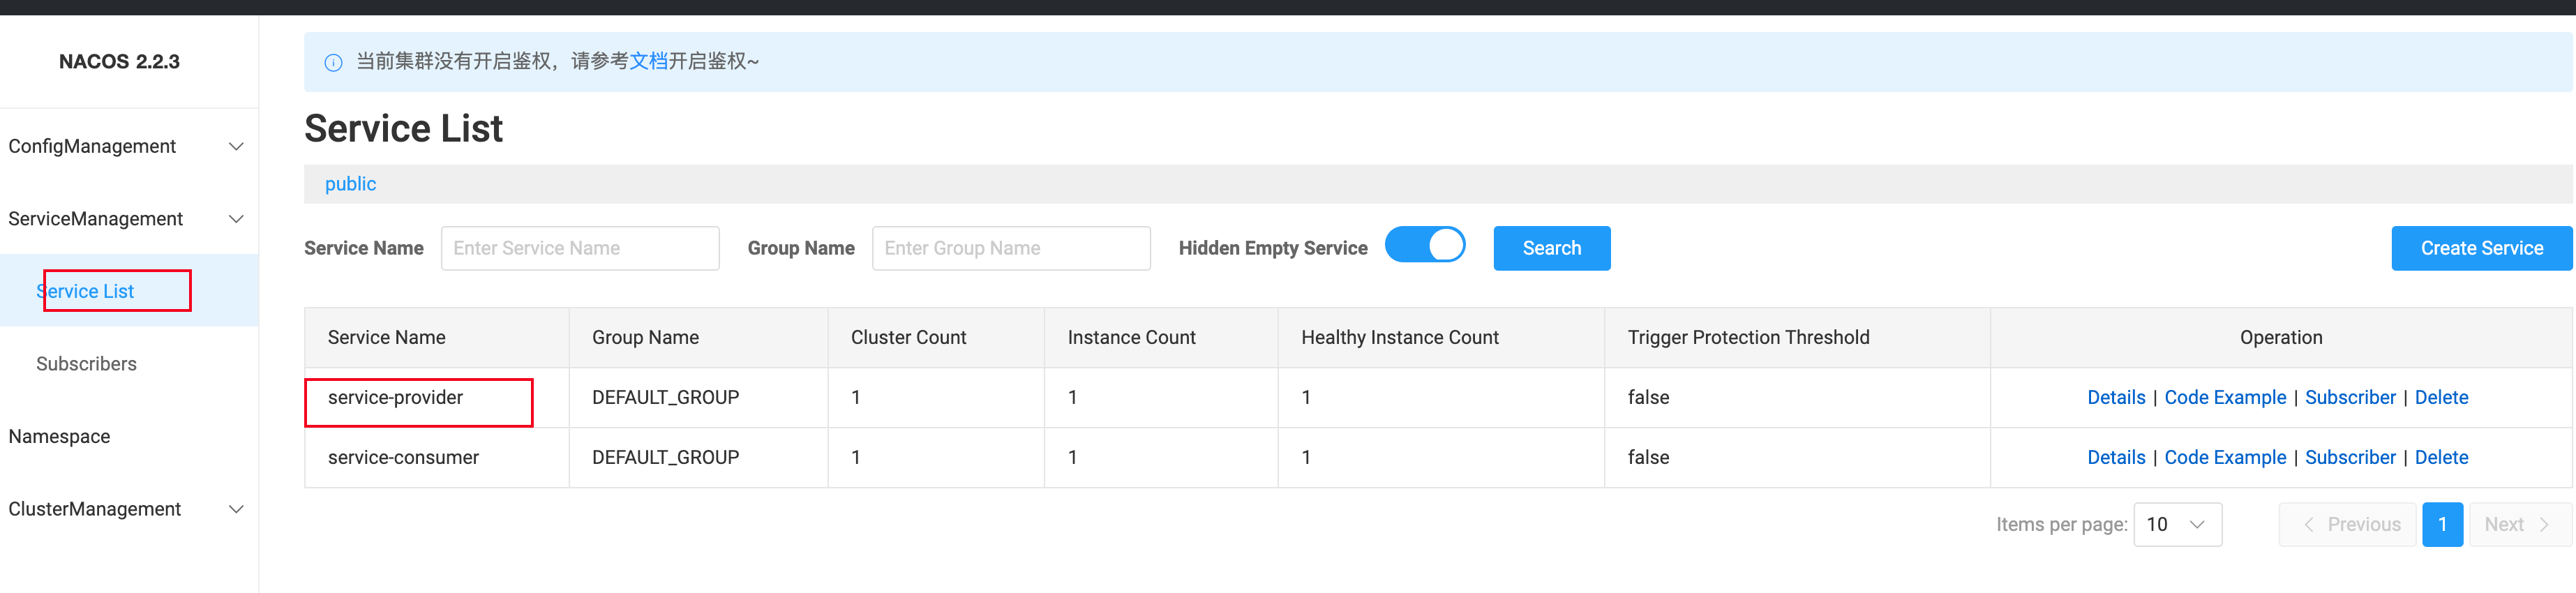 NACOS 2.2.3
当前集群没有开启鉴权，请参考文档开启鉴权~
ConfigManagement
ServiceManagement
Service List
Subscribers
Namespace
ClusterManagement
Service List
public
Service Name Enter Service Name Group Name Enter Group Name Hidden Empty Service Search Create Service
Service Name Group Name Cluster Count Instance Count Healthy Instance Count Trigger Protection Threshold Operation
service-provider DEFAULT_GROUP 1 1 1 false Details | Code Example | Subscriber | Delete
service-consumer DEFAULT_GROUP 1 1 1 false Details | Code Example | Subscriber | Delete
Items per page: 10 Previous 1 Next